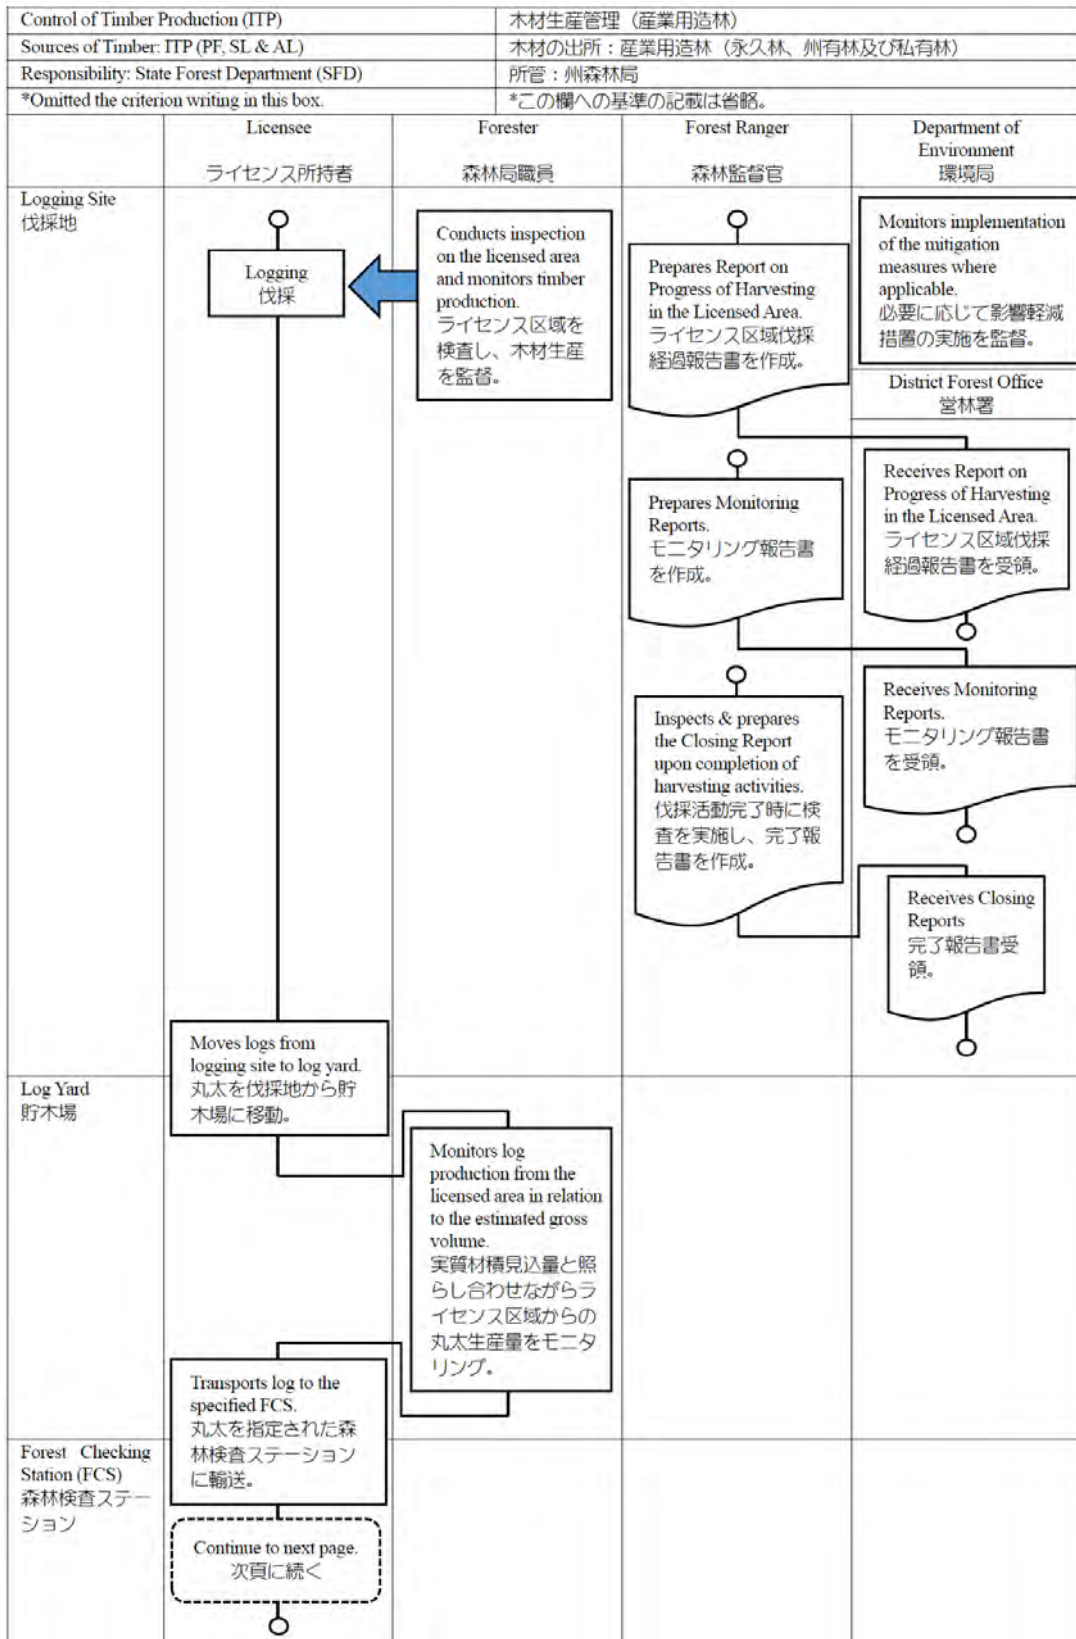 Control of Timber Production (ITP)
木材生産管理（産業用造林）
Sources of Timber: ITP (PF, SL & AL)
木材の出所：産業用造林（永久林、州有林及び私有林）
Responsibility: State Forest Department (SFD)
所管：州森林局
*Omitted the criterion writing in this box.
*この欄への基準の記載は省略。
Licensee
ライセンス所持者
Forester
森林局職員
Forest Ranger
森林監督官
Department of
Environment
環境局
Logging Site
伐採地
Logging
伐採
Conducts inspection
on the licensed area
and monitors timber
production.
ライセンス区域を
検査し、木材生産
を監督。
Prepares Report on
Progress of Harvesting
in the Licensed Area.
ライセンス区域伐採
経過報告書を作成。
Monitors implementation
of the mitigation
measures where
applicable.
必要に応じて影響軽減
措置の実施を監督。
District Forest Office
営林署
Prepares Monitoring
Reports.
モニタリング報告書
を作成。
Receives Report on
Progress of Harvesting
in the Licensed Area.
ライセンス区域伐採
経過報告書を受領。
Inspects & prepares
the Closing Report
upon completion of
harvesting activities.
伐採活動完了時に検
査を実施し、完了報
告書を作成。
Receives Monitoring
Reports.
モニタリング報告書
を受領。
Receives Closing
Reports
完了報告書受
領。
Moves logs from
logging site to log yard.
丸太を伐採地から貯
木場に移動。
Log Yard
貯木場
Monitors log
production from the
licensed area in relation
to the estimated gross
volume.
実質材積見込量と照
らし合わせながらラ
イセンス区域からの
丸太生産量をモニタ
リング。
Transports log to the
specified FCS.
丸太を指定された森
林検査ステーション
に輸送。
Forest Checking
Station (FCS)
森林検査ステー
ション
Continue to next page.
次頁に続く